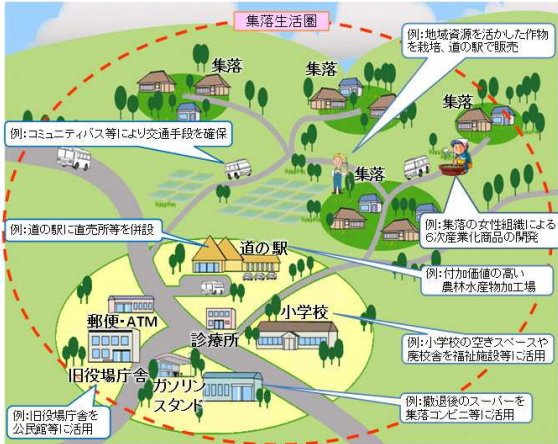 集落生活圏
例:地域資源を活かした作物
を栽培、道の駅で販売
集落
集落
集落
例:コミュニティバス等により交通手段を確保
集落
例:集落の女性組織による
6次産業化商品の開発
例:道の駅に直売所等を併設
道の駅
例:付加価値の高い
農林水産物加工場
郵便・ATM
診療所
小学校
例:小学校の空きスペースや
廃校舎を福祉施設等に活用
旧役場庁舎
ガソリン
スタンド
例:旧役場庁舎を
公民館等に活用
例:撤退後のスーパーを
集落コンビニ等に活用